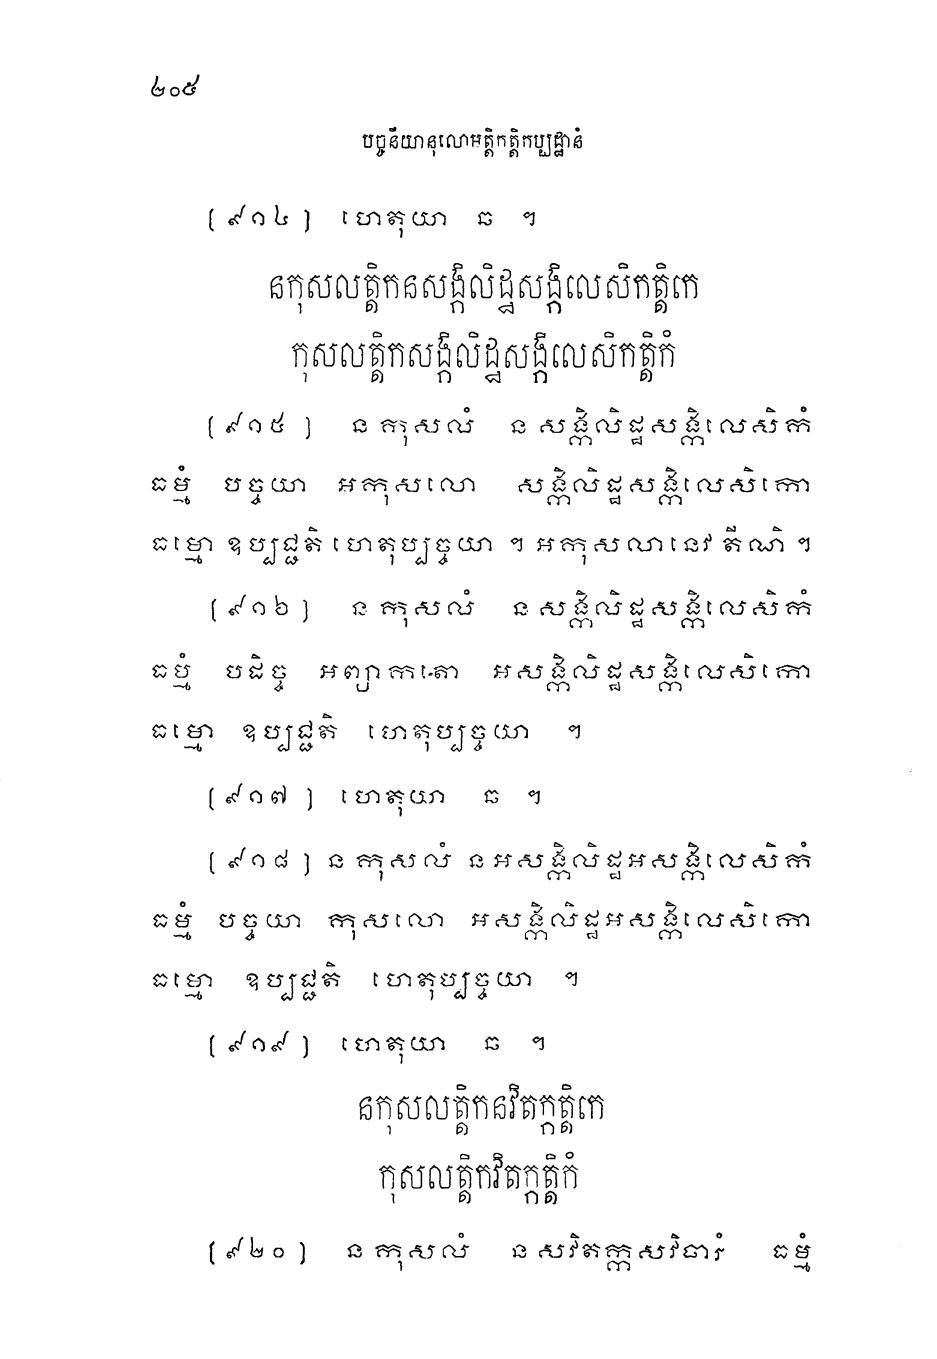 ២០៥
បច្ចនីយានុលោមត្តិកត្តិកប្បដ្ឋានំ
[៩១៤] ហេតុយា ឆ ។
នកុសលត្តិកនសង្កិលិដ្ឋសង្កិលេសិកត្តិកេ
កុសលត្តិកសង្កិលិដ្ឋសង្កិលេសិកត្តិកំ
[៩១៥] ន កុសលំ ន សង្កិលិដ្ឋសង្កិលេសិកំ
ធម្មំ បច្ចយា អកុសលោ សង្កិលិដ្ឋសង្កិលេសិកោ
ធម្មោ ឧប្បជ្ជតិ ហេតុប្បច្ចយា ។ អកុសលានេវ តីណិ ។
[៩១៦] ន កុសលំ ន សង្កិលិដ្ឋសង្កិលេសិកំ
ធម្មំ បដិច្ច អព្យាកតោ អសង្កិលិដ្ឋសង្កិលេសិកោ
ធម្មោ ឧប្បជ្ជតិ ហេតុប្បច្ចយា ។
[៩១៧] ហេតុយា ឆ ។
[៩១៨] ន កុសលំ ន អសង្កិលិដ្ឋអសង្កិលេសិកំ
ធម្មំ បច្ចយា កុសលោ អសង្កិលិដ្ឋអសង្កិលេសិកោ
ធម្មោ ឧប្បជ្ជតិ ហេតុប្បច្ចយា ។
[៩១៩] ហេតុយា ឆ ។
នកុសលត្តិកនវិតក្កត្តិកេ
កុសលត្តិកវិតក្កត្តិកំ
[៩២០] ន កុសលំ ន សវិតក្កសវិចារំ ធម្មំ